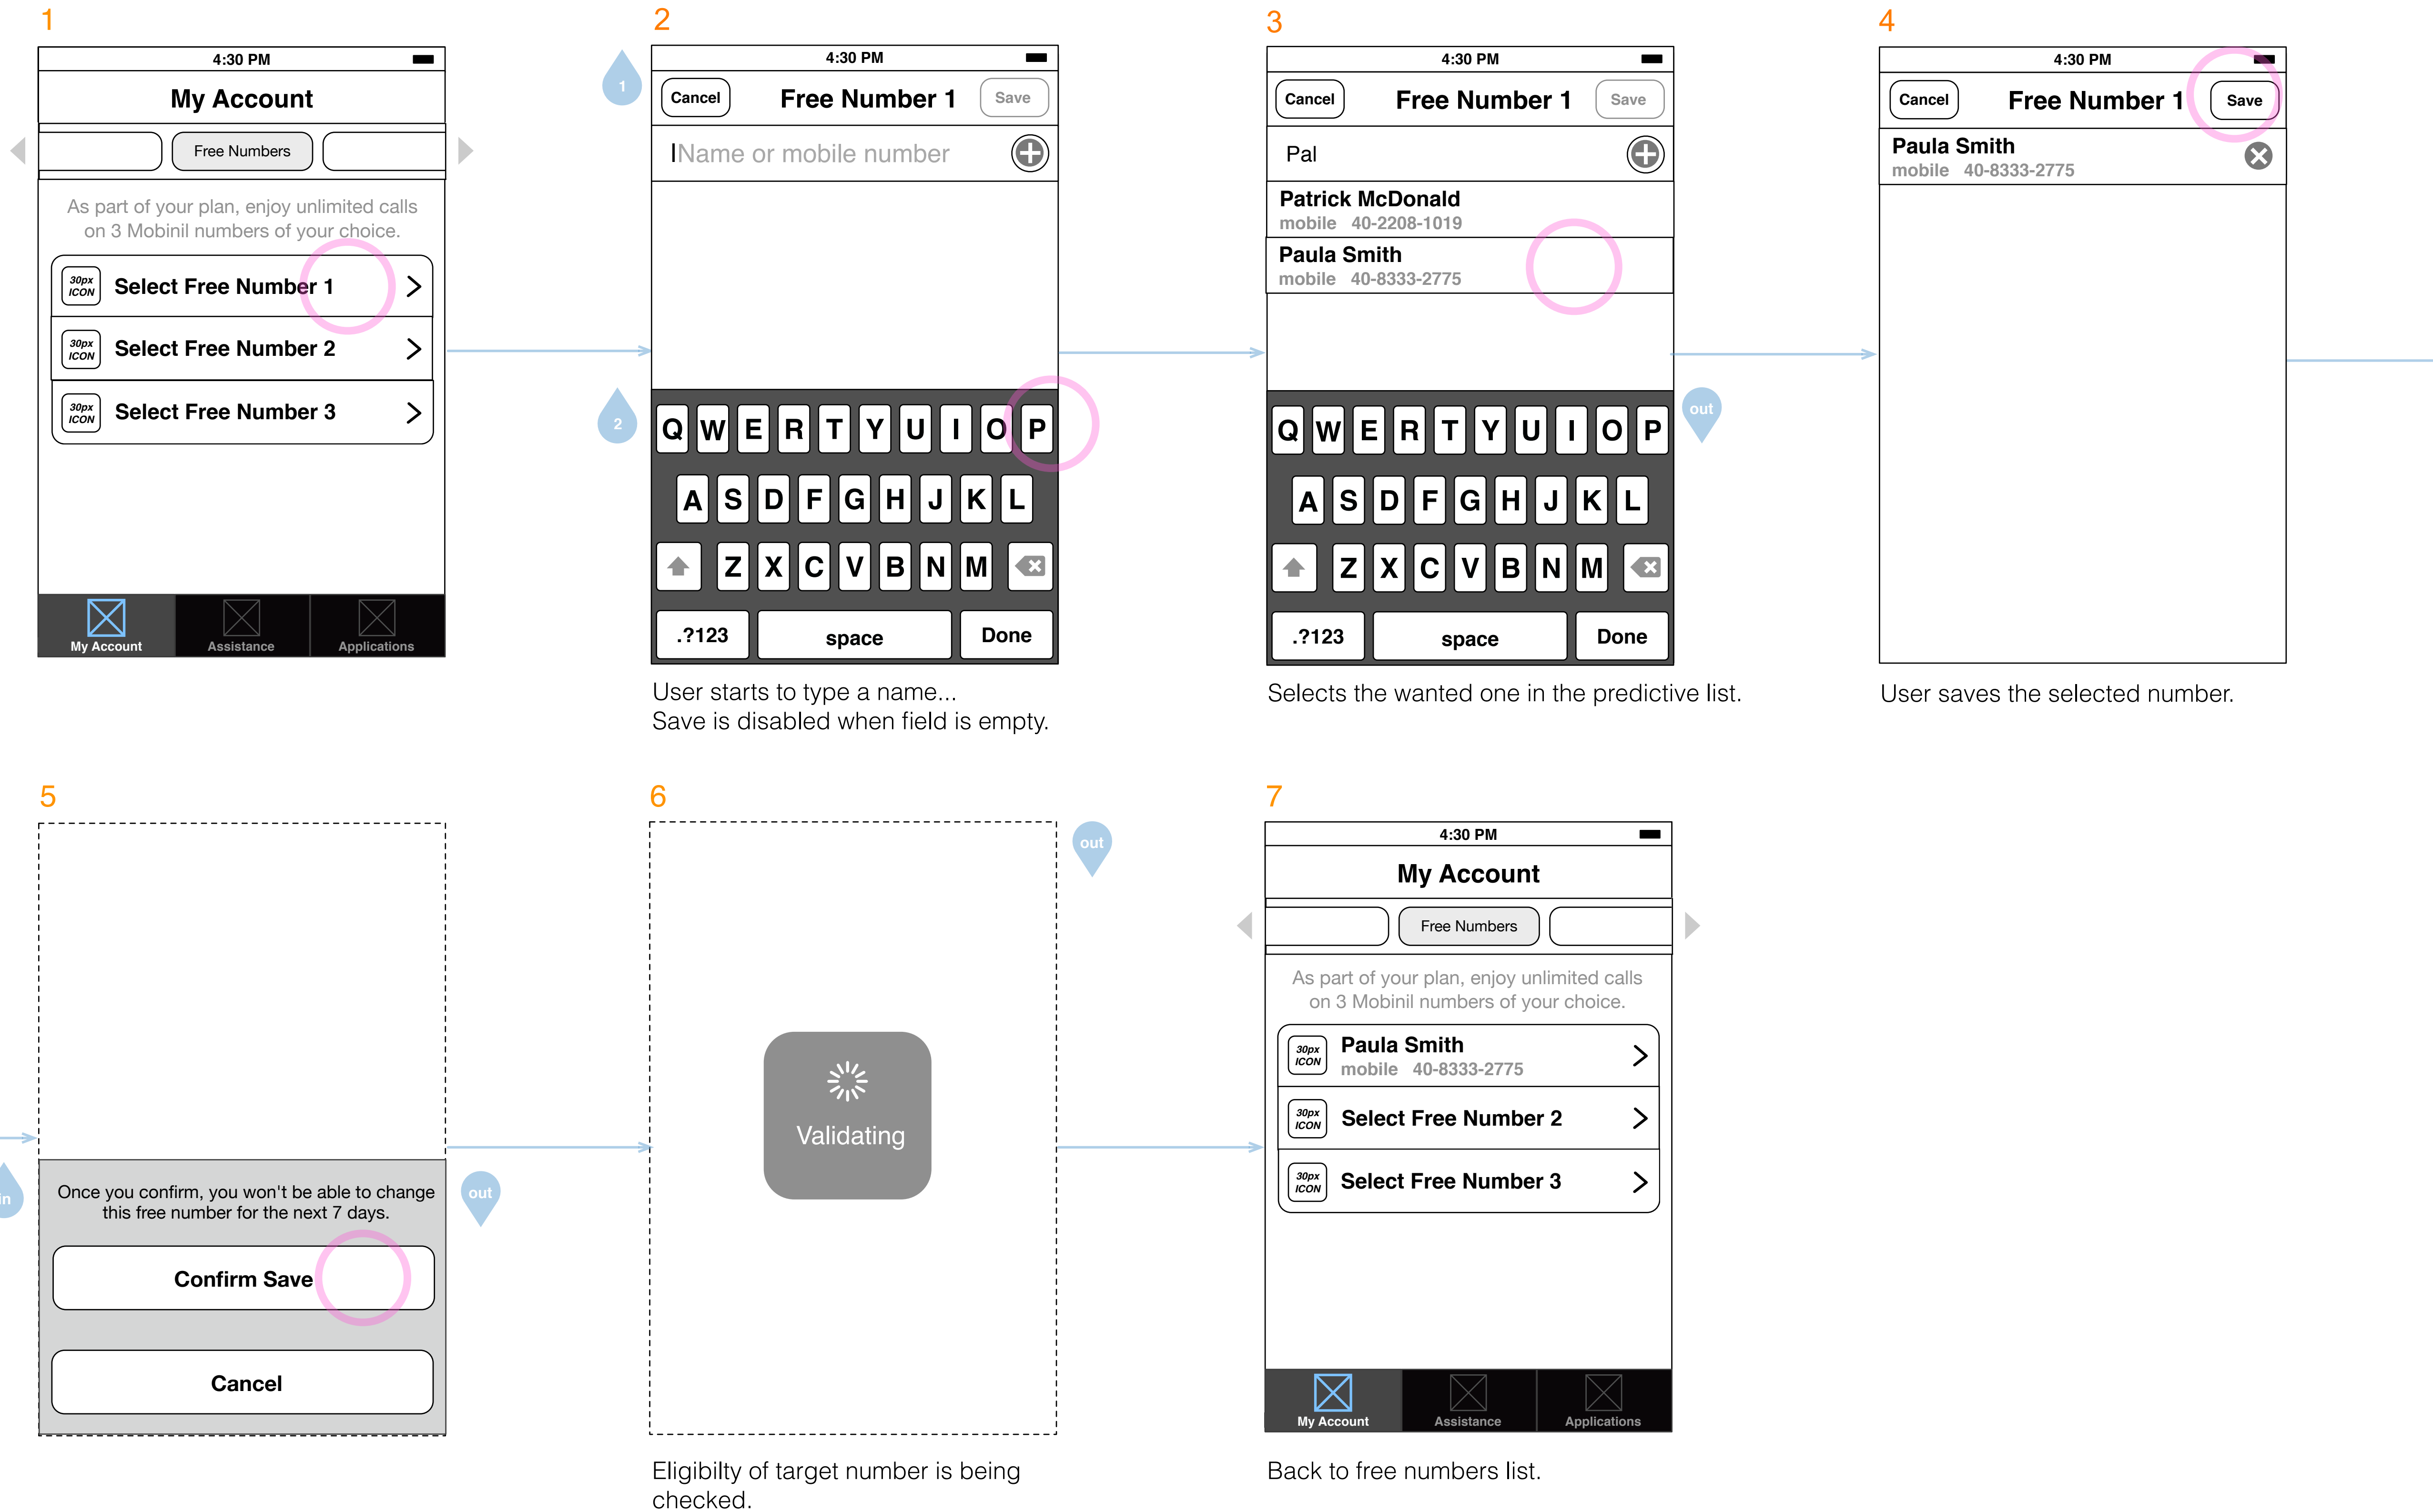 1
4:30 PM
My Account
Free Numbers
As part of your plan, enjoy unlimited calls
on 3 Mobinil numbers of your choice.
30px
ICON
Select Free Number 1
30px
ICON
Select Free Number 2
30px
ICON
Select Free Number 3
My Account
Assistance
Applications
2
1
4:30 PM
Cancel
Free Number 1
Save
Name or mobile number
2
Q W E R T Y U I O P
A S D F G H J K L
Z X C V B N M
.?123
space
Done
User starts to type a name...
Save is disabled when field is empty.
3
4:30 PM
Cancel
Free Number 1
Save
Pal
Patrick McDonald
mobile 40-2208-1019
Paula Smith
mobile 40-8333-2775
out
Q W E R T Y U I O P
A S D F G H J K L
Z X C V B N M
.?123
space
Done
Selects the wanted one in the predictive list.
4
4:30 PM
Cancel
Free Number 1
Save
Paula Smith
mobile 40-8333-2775
User saves the selected number.
5
in
Once you confirm, you won't be able to change
this free number for the next 7 days.
Confirm Save
Cancel
out
6
out
Validating
Eligibilty of target number is being
checked.
7
4:30 PM
My Account
Free Numbers
As part of your plan, enjoy unlimited calls
on 3 Mobinil numbers of your choice.
30px
ICON
Paula Smith
mobile 40-8333-2775
30px
ICON
Select Free Number 2
30px
ICON
Select Free Number 3
My Account
Assistance
Applications
Back to free numbers list.